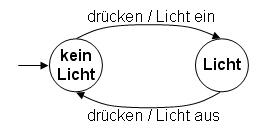 drücken / Licht ein
kein
Licht
Licht
drücken / Licht aus